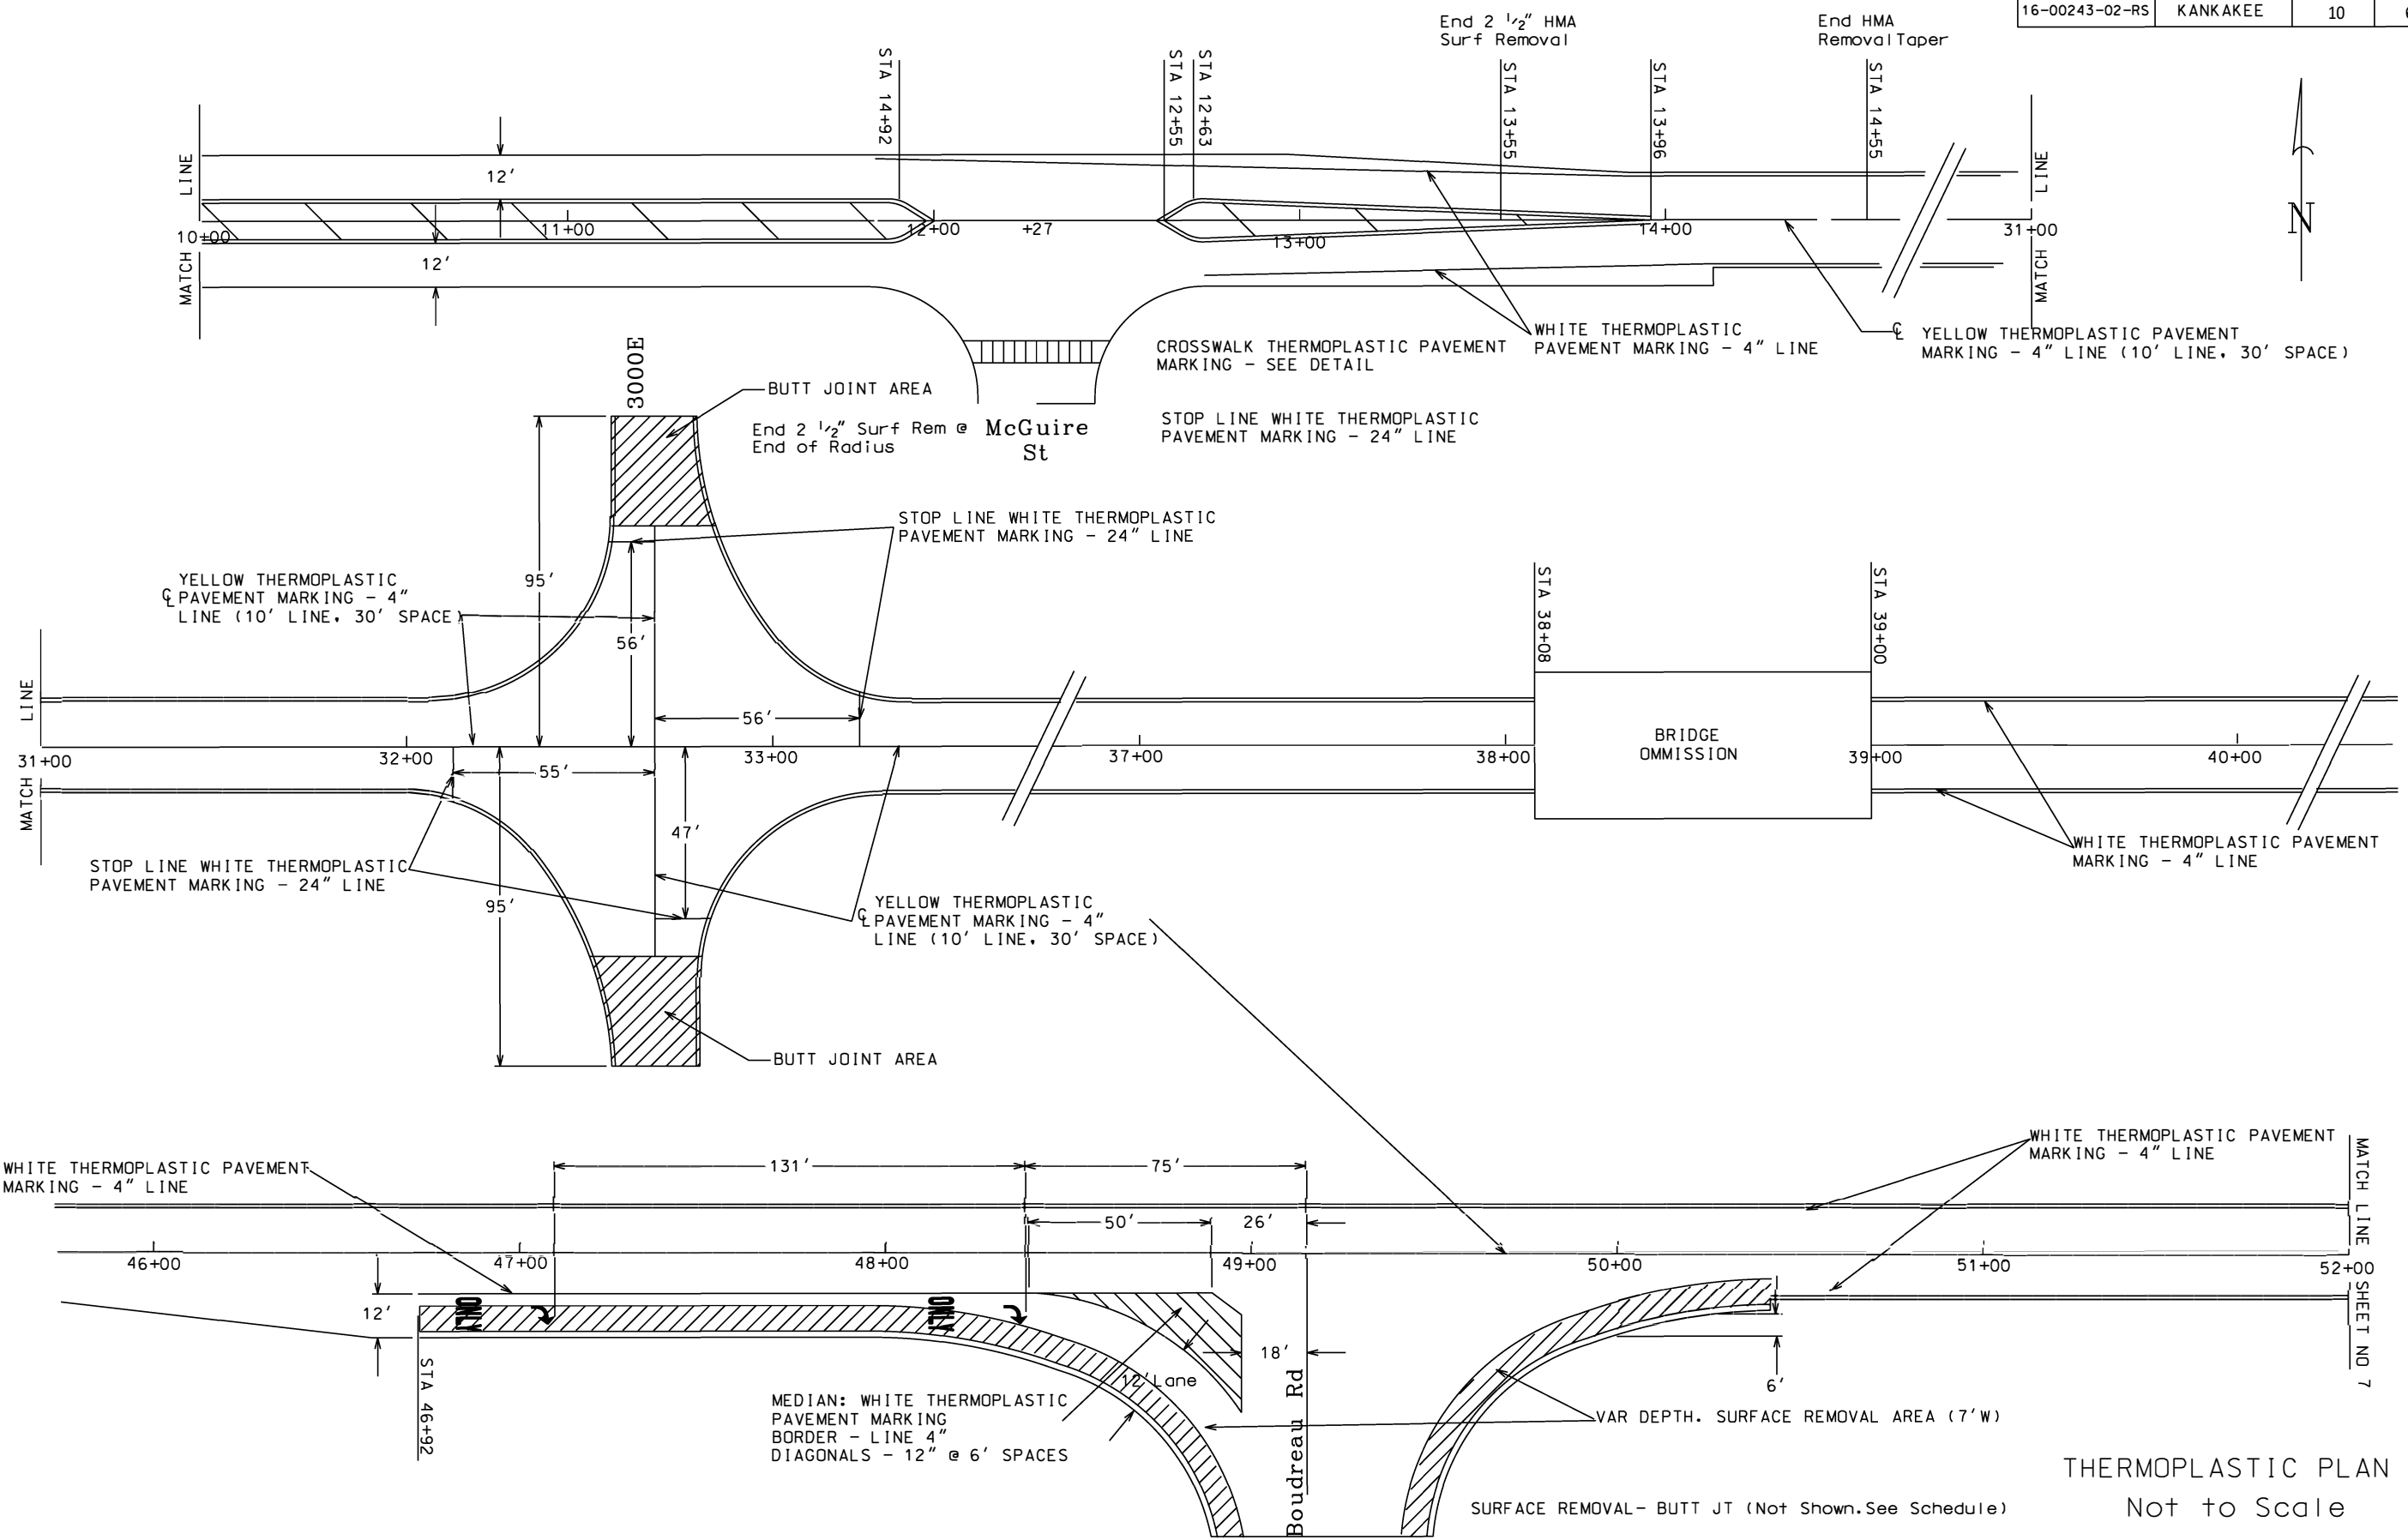 16-00243-02-RS KANKAKEE 10
End 2 1/2" HMA
Surf Removal
End HMA
Removal Taper
STA 14+92
STA 12+55
STA 12+63
STA 13+55
STA 13+96
STA 14+55
MATCH LINE
12'
12'
10+00
11+00
12+00
+27
13+00
14+00
31+00
MATCH LINE
N
CROSSWALK THERMOPLASTIC PAVEMENT
MARKING - SEE DETAIL
WHITE THERMOPLASTIC
PAVEMENT MARKING - 4" LINE
℄ YELLOW THERMOPLASTIC PAVEMENT
MARKING - 4" LINE (10' LINE, 30' SPACE)
STOP LINE WHITE THERMOPLASTIC
PAVEMENT MARKING - 24" LINE
3000E
BUTT JOINT AREA
End 2 1/2" Surf Rem @
End of Radius
McGuire
St
STOP LINE WHITE THERMOPLASTIC
PAVEMENT MARKING - 24" LINE
95'
56'
YELLOW THERMOPLASTIC
℄ PAVEMENT MARKING - 4"
LINE (10' LINE, 30' SPACE)
STA 38+08
STA 39+00
MATCH LINE
56'
BRIDGE
OMMISSION
31+00
32+00
33+00
37+00
38+00
39+00
40+00
55'
47'
95'
STOP LINE WHITE THERMOPLASTIC
PAVEMENT MARKING - 24" LINE
WHITE THERMOPLASTIC PAVEMENT
MARKING - 4" LINE
YELLOW THERMOPLASTIC
℄ PAVEMENT MARKING - 4"
LINE (10' LINE, 30' SPACE)
BUTT JOINT AREA
WHITE THERMOPLASTIC PAVEMENT
MARKING - 4" LINE
131'
75'
WHITE THERMOPLASTIC PAVEMENT
MARKING - 4" LINE
50'
26'
46+00
47+00
48+00
49+00
50+00
51+00
52+00
MATCH LINE SHEET NO 7
12'
ONLY
ONLY
18'
12' Lane
6'
STA 46+92
MEDIAN: WHITE THERMOPLASTIC
PAVEMENT MARKING
BORDER - LINE 4"
DIAGONALS - 12" @ 6' SPACES
Boudreau Rd
VAR DEPTH. SURFACE REMOVAL AREA (7'W)
SURFACE REMOVAL- BUTT JT (Not Shown.See Schedule)
THERMOPLASTIC PLAN
Not to Scale